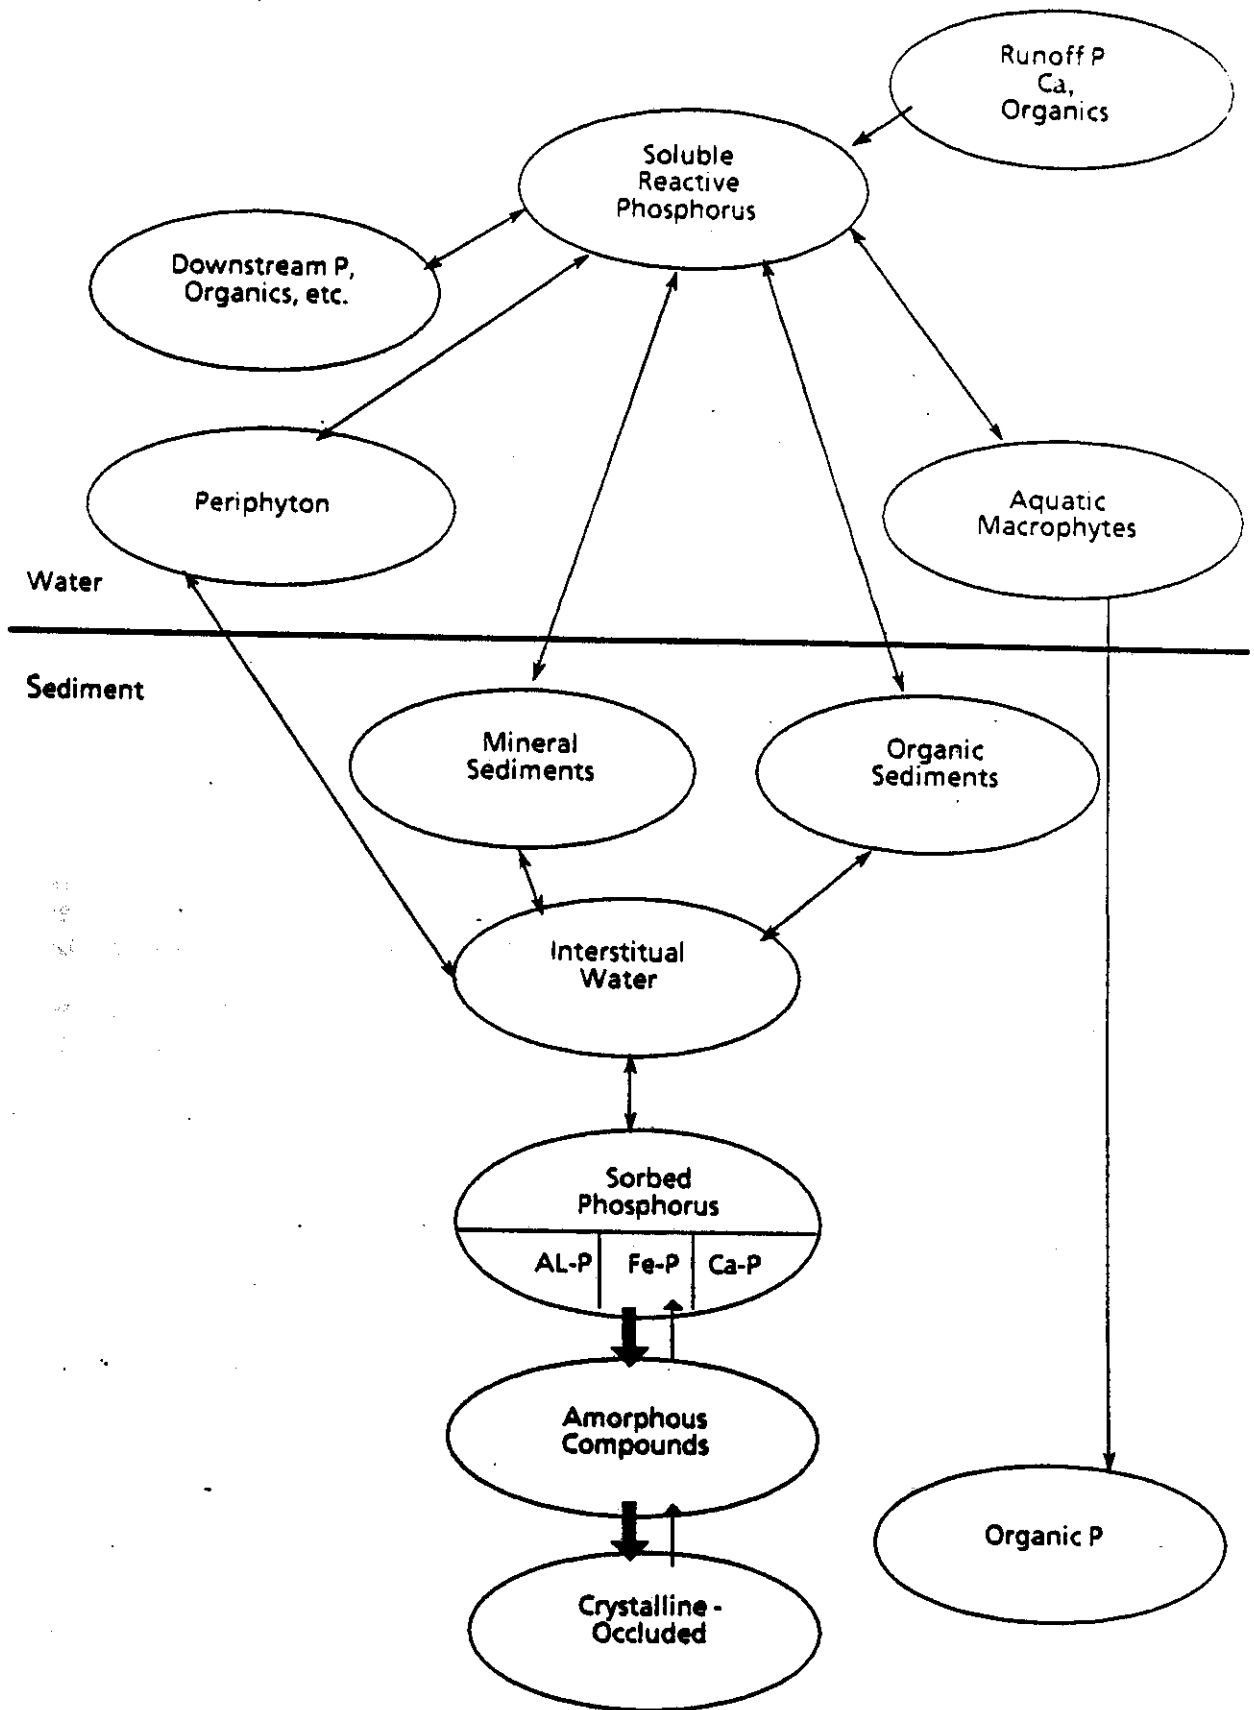 Runoff P
Ca,
Organics
Soluble
Reactive
Phosphorus
Downstream P,
Organics, etc.
Periphyton
Aquatic
Macrophytes
Water
Sediment
Mineral
Sediments
Organic
Sediments
Interstitual
Water
Sorbed
Phosphorus
AL-P
Fe-P
Ca-P
Amorphous
Compounds
Organic P
Crystalline -
Occluded